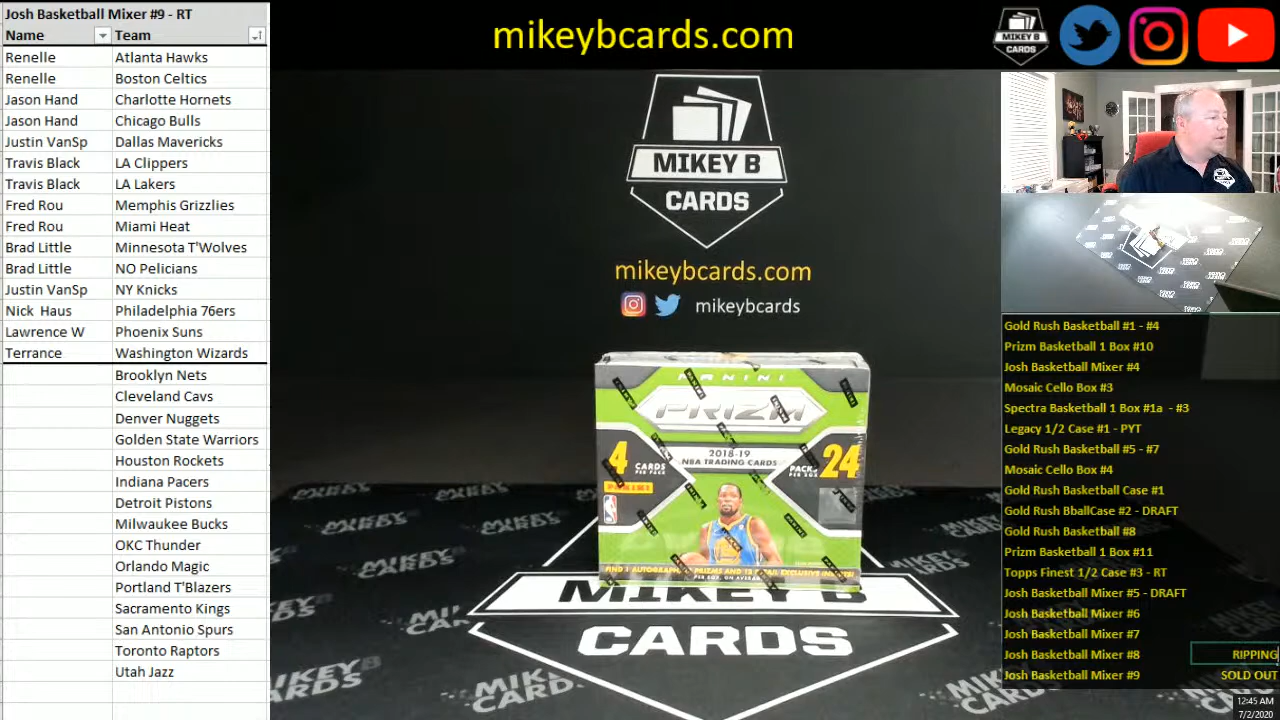 Josh Basketball Mixer #9 - RT
Name Team
Renelle Atlanta Hawks
Renelle Boston Celtics
Jason Hand Charlotte Hornets
Jason Hand Chicago Bulls
Justin VanSp Dallas Mavericks
Travis Black LA Clippers
Travis Black LA Lakers
Fred Rou Memphis Grizzlies
Fred Rou Miami Heat
Brad Little Minnesota T'Wolves
Brad Little NO Pelicians
Justin VanSp NY Knicks
Nick Haus Philadelphia 76ers
Lawrence W Phoenix Suns
Terrance Washington Wizards
Brooklyn Nets
Cleveland Cavs
Denver Nuggets
Golden State Warriors
Houston Rockets
Indiana Pacers
Detroit Pistons
Milwaukee Bucks
OKC Thunder
Orlando Magic
Portland T'Blazers
Sacramento Kings
San Antonio Spurs
Toronto Raptors
Utah Jazz
mikeybcards.com
MIKEY B
CARDS
mikeybcards.com
mikeybcards
PANINI
PRIZM
2018-19
NBA TRADING CARDS
4 CARDS PER PACK
24 PACKS PER BOX
PANINI
MIKEY B
CARDS
MIKEY B
CARDS
Gold Rush Basketball #1 - #4
Prizm Basketball 1 Box #10
Josh Basketball Mixer #4
Mosaic Cello Box #3
Spectra Basketball 1 Box #1a - #3
Legacy 1/2 Case #1 - PYT
Gold Rush Basketball #5 - #7
Mosaic Cello Box #4
Gold Rush Basketball Case #1
Gold Rush BballCase #2 - DRAFT
Gold Rush Basketball #8
Prizm Basketball 1 Box #11
Topps Finest 1/2 Case #3 - RT
Josh Basketball Mixer #5 - DRAFT
Josh Basketball Mixer #6
Josh Basketball Mixer #7
Josh Basketball Mixer #8 RIPPING
Josh Basketball Mixer #9 SOLD OUT
12:45 AM
7/2/2020